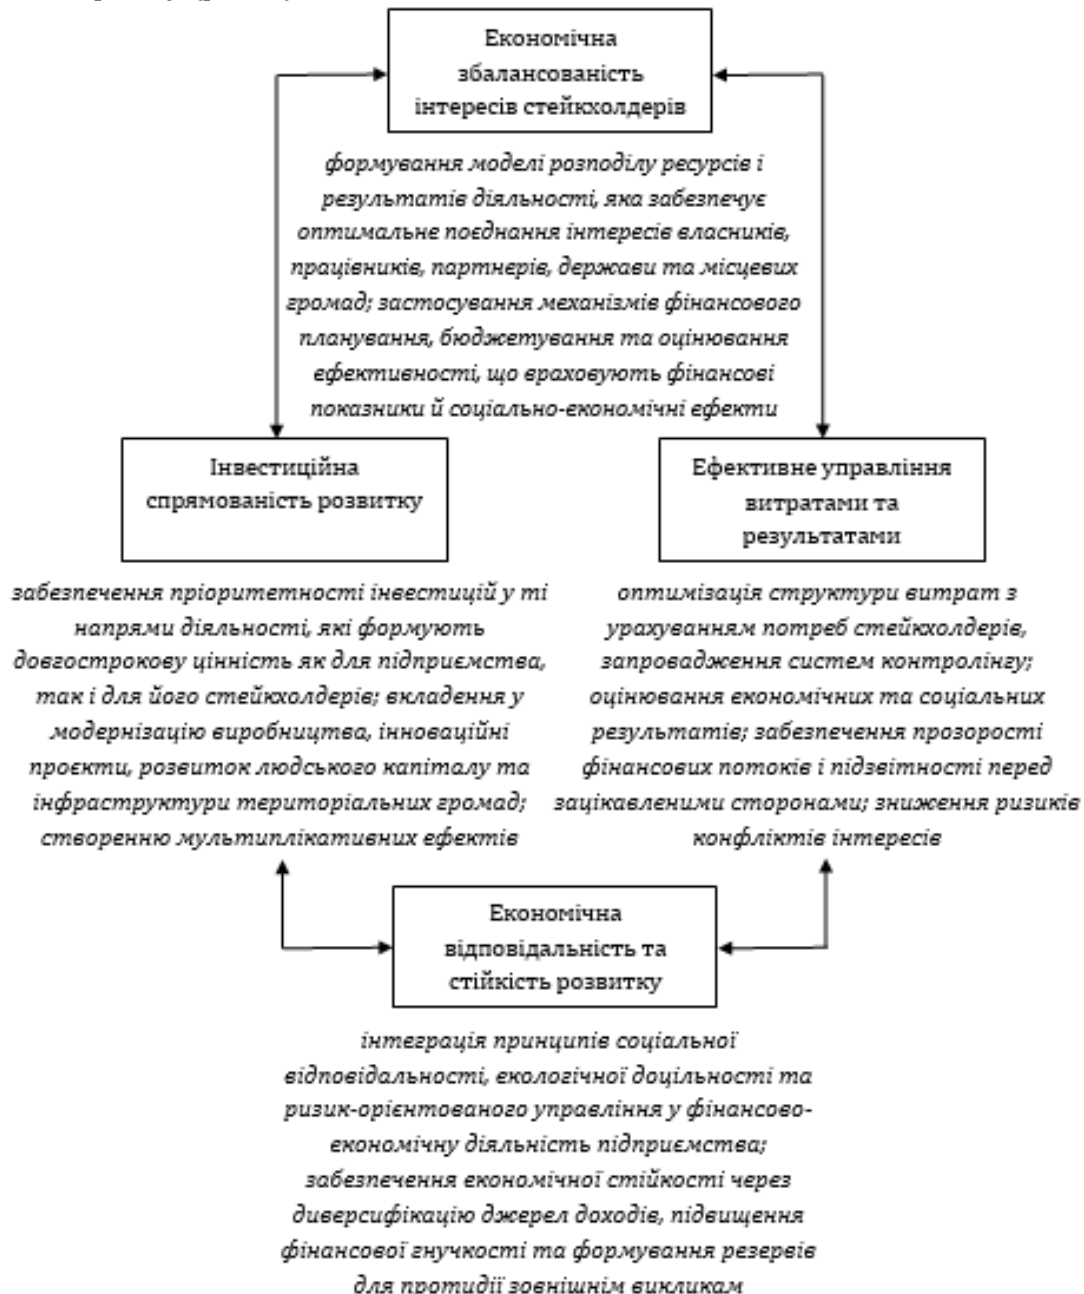 Економічна
збалансованість
інтересів стейкхолдерів
формування моделі розподілу ресурсів і
результатів діяльності, яка забезпечує
оптимальне поєднання інтересів власників,
працівників, партнерів, держави та місцевих
громад; застосування механізмів фінансового
планування, бюджетування та оцінювання
ефективності, що враховують фінансові
показники й соціально-економічні ефекти
Інвестиційна
спрямованість розвитку
Ефективне управління
витратами та
результатами
забезпечення пріоритетності інвестицій у ті
напрями діяльності, які формують
довгострокову цінність як для підприємства,
так і для його стейкхолдерів; вкладення у
модернізацію виробництва, інноваційні
проєкти, розвиток людського капіталу та
інфраструктури територіальних громад;
створенню мультиплікативних ефектів
оптимізація структури витрат з
урахуванням потреб стейкхолдерів,
запровадження систем контролінгу;
оцінювання економічних та соціальних
результатів; забезпечення прозорості
фінансових потоків і підзвітності перед
зацікавленими сторонами; зниження ризиків
конфліктів інтересів
Економічна
відповідальність та
стійкість розвитку
інтеграція принципів соціальної
відповідальності, екологічної доцільності та
ризик-орієнтованого управління у фінансово-
економічну діяльність підприємства;
забезпечення економічної стійкості через
диверсифікацію джерел доходів, підвищення
фінансової гнучкості та формування резервів
для протидії зовнішнім викликам